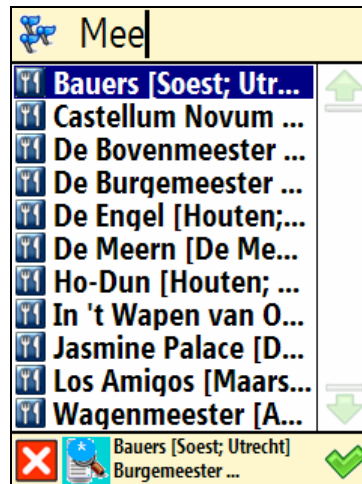 Mee
Bauers [Soest; Utr...
Castellum Novum ...
De Bovenmeester ...
De Burgemeester ...
De Engel [Houten;...
De Meern [De Me...
Ho-Dun [Houten; ...
In 't Wapen van O...
Jasmine Palace [D...
Los Amigos [Maars...
Wagenmeester [A...
Bauers [Soest; Utrecht]
Burgemeester ...